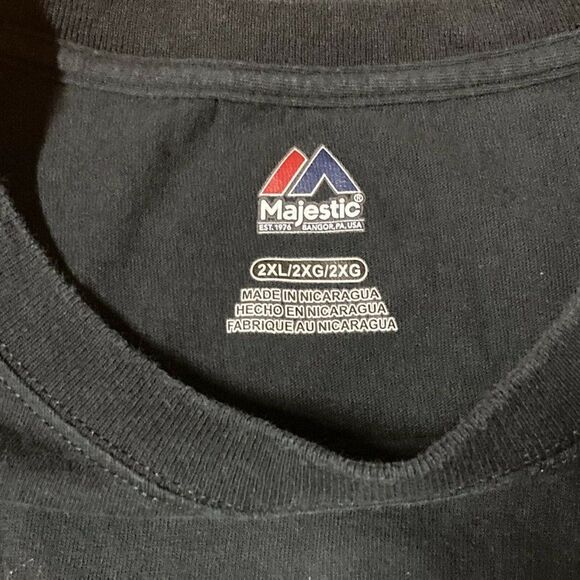 Majestic®
EST. 1976 BANGOR, PA, USA
2XL/2XG/2XG
MADE IN NICARAGUA
HECHO EN NICARAGUA
FABRIQUE AU NICARAGUA